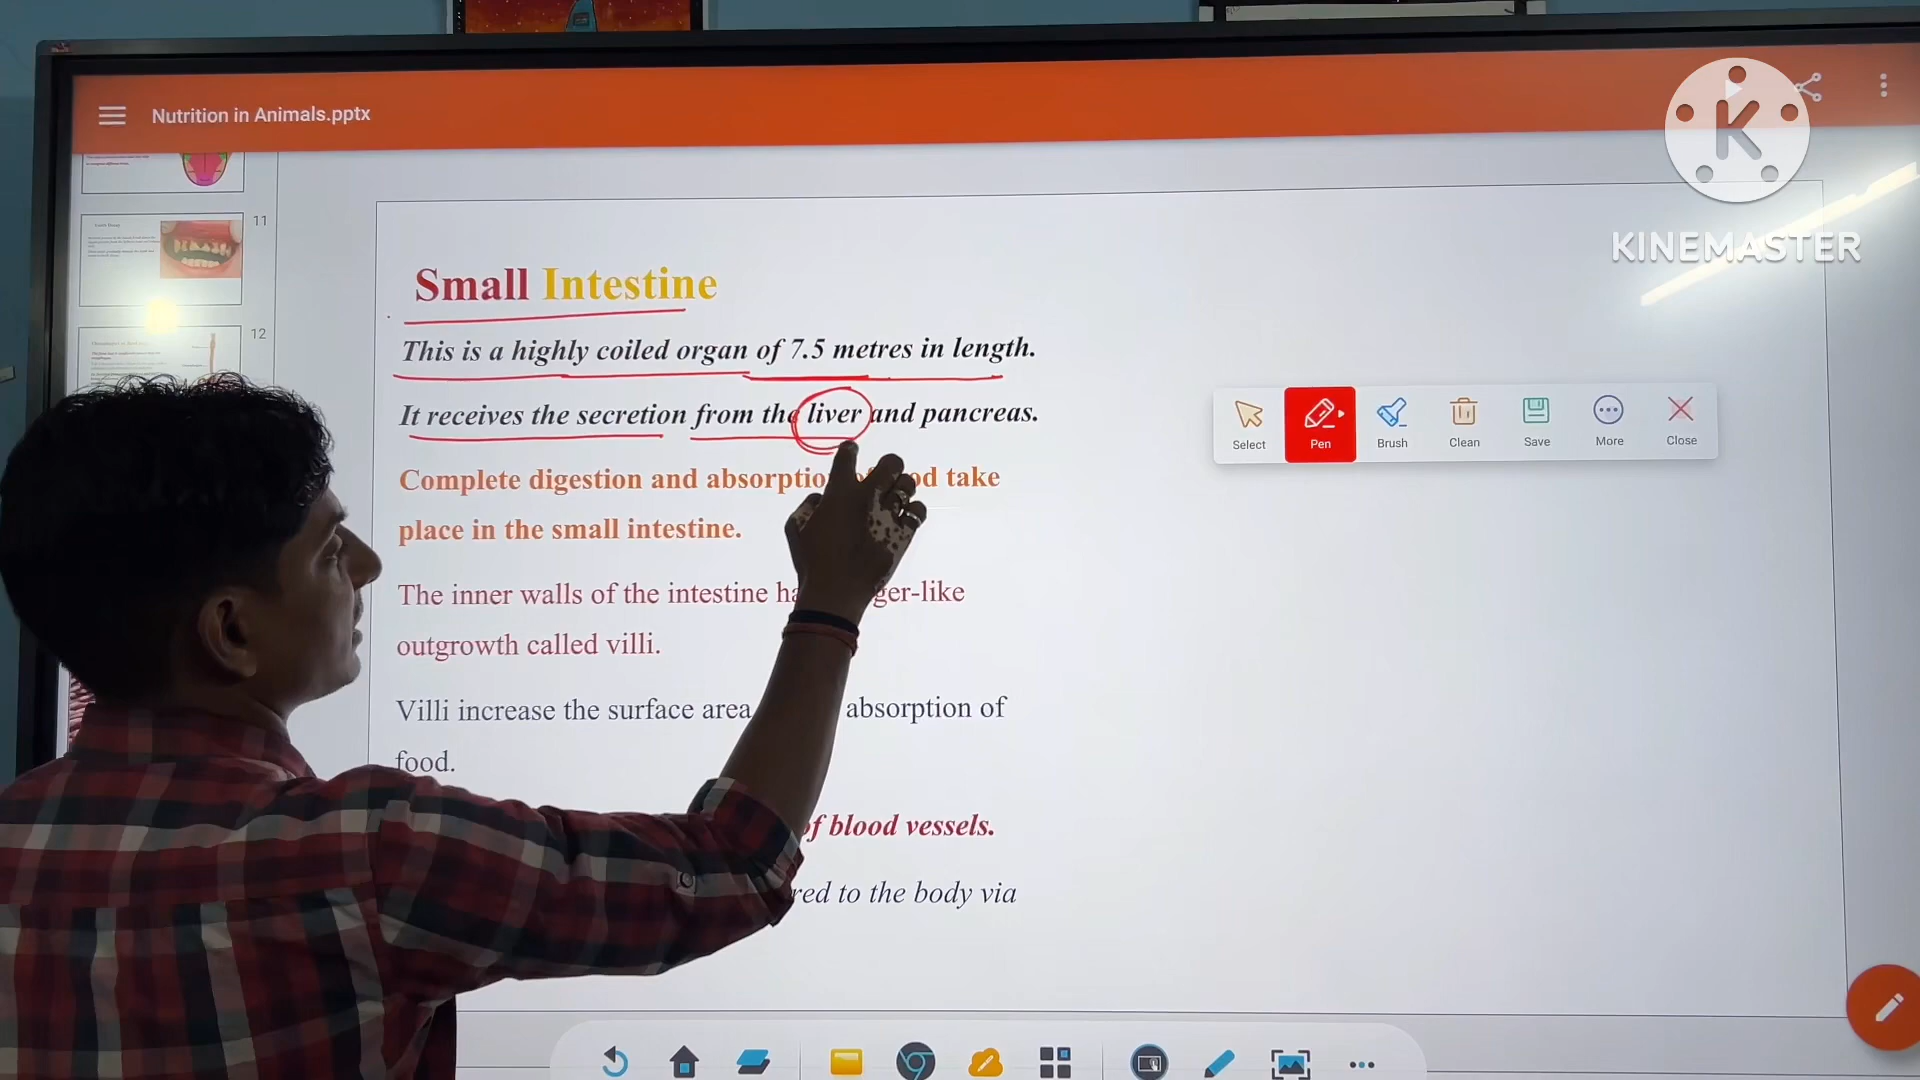 Nutrition in Animals.pptx
KINEMASTER
11
12
Small Intestine
This is a highly coiled organ of 7.5 metres in length.
It receives the secretion from the liver and pancreas.
Complete digestion and absorptio od take
place in the small intestine.
The inner walls of the intestine ha ger-like
outgrowth called villi.
Villi increase the surface area absorption of
food.
of blood vessels.
red to the body via
Select
Pen
Brush
Clean
Save
More
Close